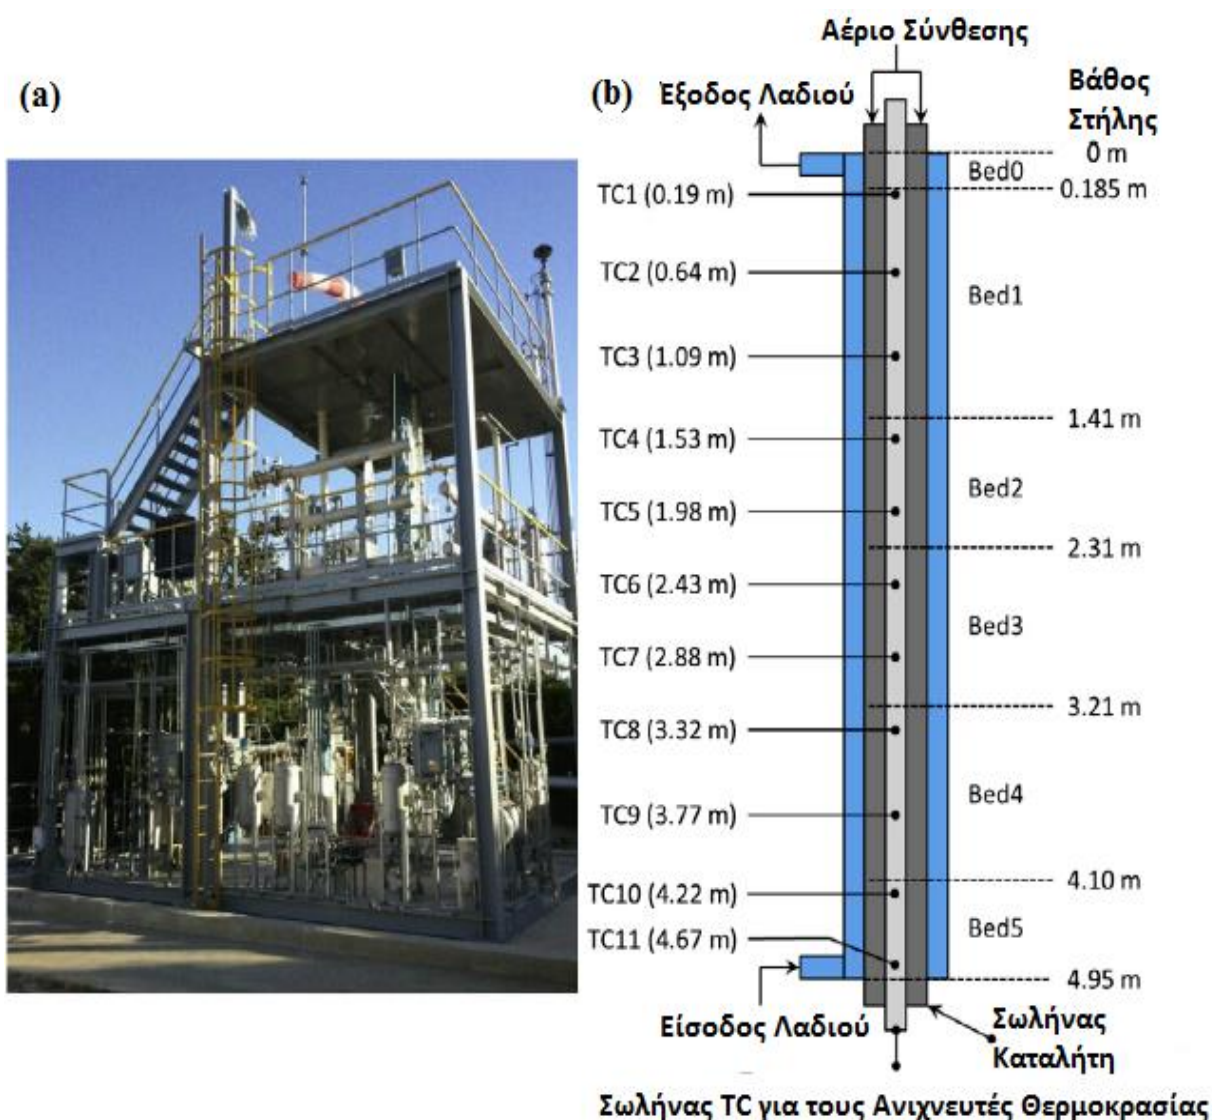 Αέριο Σύνθεσης
(a)
(b)
Έξοδος Λαδιού
Βάθος
Στήλης
0 m
Bed0
TC1 (0.19 m)
0.185 m
TC2 (0.64 m)
Bed1
TC3 (1.09 m)
1.41 m
TC4 (1.53 m)
Bed2
TC5 (1.98 m)
2.31 m
TC6 (2.43 m)
Bed3
TC7 (2.88 m)
3.21 m
TC8 (3.32 m)
Bed4
TC9 (3.77 m)
4.10 m
TC10 (4.22 m)
Bed5
TC11 (4.67 m)
4.95 m
Είσοδος Λαδιού
Σωλήνας
Καταλήτη
Σωλήνας TC για τους Ανιχνευτές Θερμοκρασίας